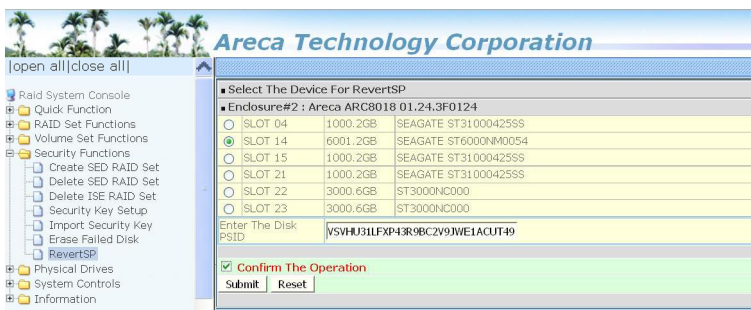 Areca Technology Corporation
|open all|close all|
Raid System Console
Quick Function
RAID Set Functions
Volume Set Functions
Security Functions
Create SED RAID Set
Delete SED RAID Set
Delete ISE RAID Set
Security Key Setup
Import Security Key
Erase Failed Disk
RevertSP
Physical Drives
System Controls
Information
Select The Device For RevertSP
Enclosure#2 : Areca ARC8018 01.24.3F0124
SLOT 04 1000.2GB SEAGATE ST31000425SS
SLOT 14 6001.2GB SEAGATE ST6000NM0054
SLOT 15 1000.2GB SEAGATE ST31000425SS
SLOT 21 1000.2GB SEAGATE ST31000425SS
SLOT 22 3000.6GB ST3000NC000
SLOT 23 3000.6GB ST3000NC000
Enter The Disk
PSID VSVHU31LFXP43R9BC2V9JWE1ACUT49
Confirm The Operation
Submit Reset